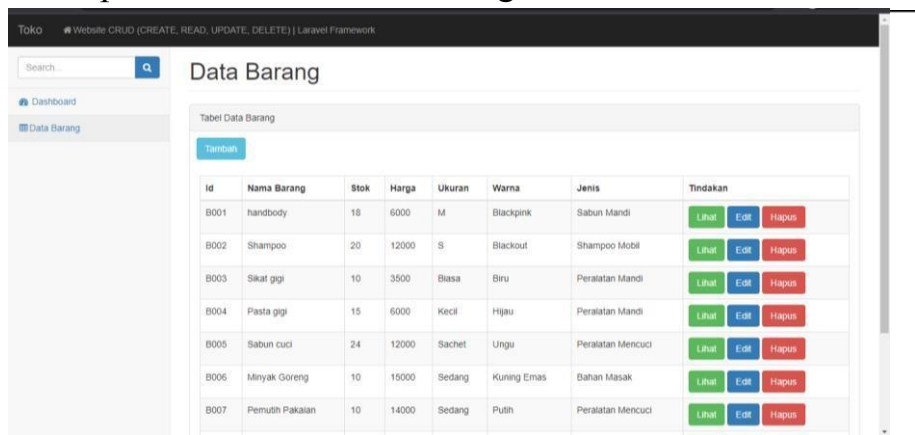 Toko Website CRUD (CREATE, READ, UPDATE, DELETE) | Laravel Framework
Search...
Data Barang
Dashboard
Data Barang
Tabel Data Barang
Tambah
Id Nama Barang Stok Harga Ukuran Warna Jenis Tindakan
B001 handbody 18 6000 M Blackpink Sabun Mandi Lihat Edit Hapus
B002 Shampoo 20 12000 S Blackout Shampoo Mobil Lihat Edit Hapus
B003 Sikat gigi 10 3500 Biasa Biru Peralatan Mandi Lihat Edit Hapus
B004 Pasta gigi 15 6000 Kecil Hijau Peralatan Mandi Lihat Edit Hapus
B005 Sabun cuci 24 12000 Sachet Ungu Peralatan Mencuci Lihat Edit Hapus
B006 Minyak Goreng 10 15000 Sedang Kuning Emas Bahan Masak Lihat Edit Hapus
B007 Pemutih Pakaian 10 14000 Sedang Putih Peralatan Mencuci Lihat Edit Hapus